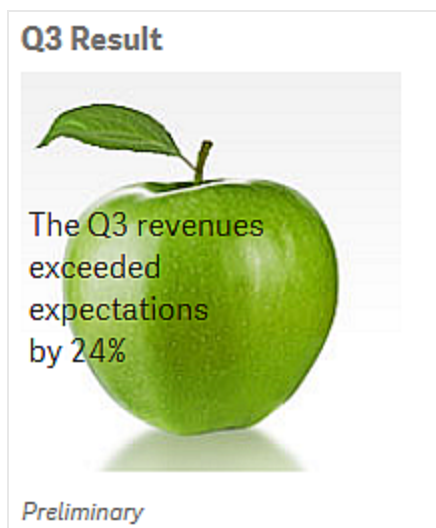 Q3 Result
The Q3 revenues
exceeded
expectations
by 24%
Preliminary